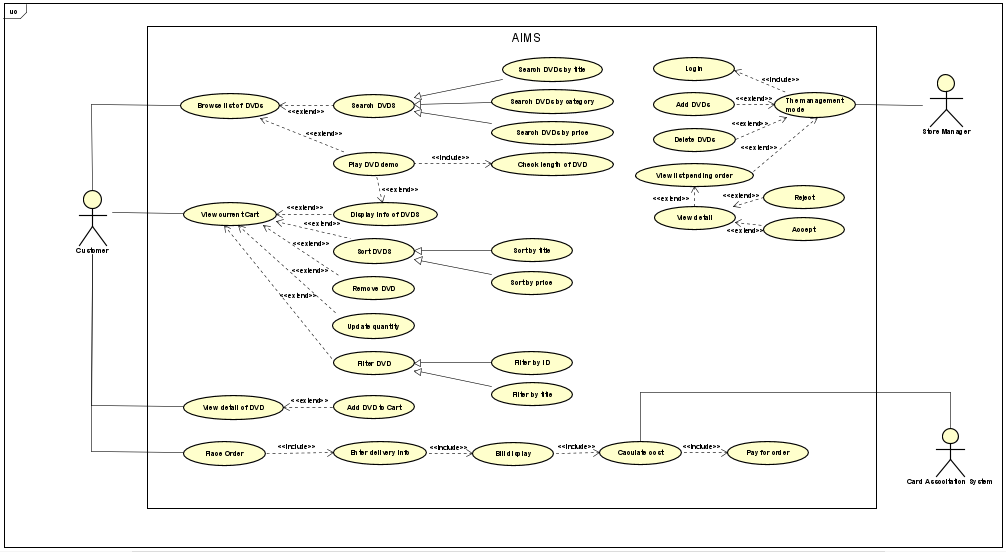 uc
AIMS
Search DVDs by title
Login
<<include>>
Browse list of DVDs
Search DVDS
Search DVDs by category
Add DVDs
<<extend>>
The management
mode
<<extend>>
Store Manager
<<extend>>
Search DVDs by price
Delete DVDs
<<extend>>
<<extend>>
Play DVD demo
<<include>>
Check length of DVD
View list pending order
<<extend>>
<<extend>>
<<extend>>
Reject
View current Cart
<<extend>>
Display info of DVDS
View detail
<<extend>>
Accept
Customer
<<extend>>
<<extend>>
Sort DVDS
Sort by title
<<extend>>
Sort by price
Remove DVD
<<extend>>
Update quantity
Filter DVD
Filter by ID
Filter by title
View detail of DVD
<<extend>>
Add DVD to Cart
Race Order
<<include>>
Enter delivery info
<<include>>
Bill display
<<include>>
Caculate cost
<<include>>
Pay for order
Card Association System